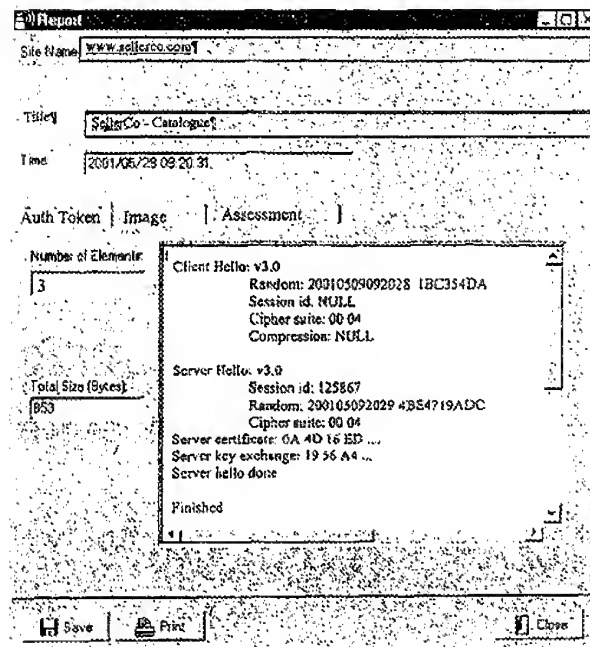 Report
Site Name www.sellerco.com¶
Title¶ SellerCo - Catalogue¶
Time 2001/05/29 09:20:31
Auth Token Image Assessment
Number of Elements:
3
Total Size (Bytes):
853
Client Hello: v3.0
Random: 20010509092028 1BC354DA
Session id: NULL
Cipher suite: 00 04
Compression: NULL
Server Hello: v3.0
Session id: 125867
Random: 200105092029 4BE4719ADC
Cipher suite: 00 04
Server certificate: 0A 4D 16 ED ...
Server key exchange: 19 56 A4 ...
Server hello done
Finished
Save Print Close